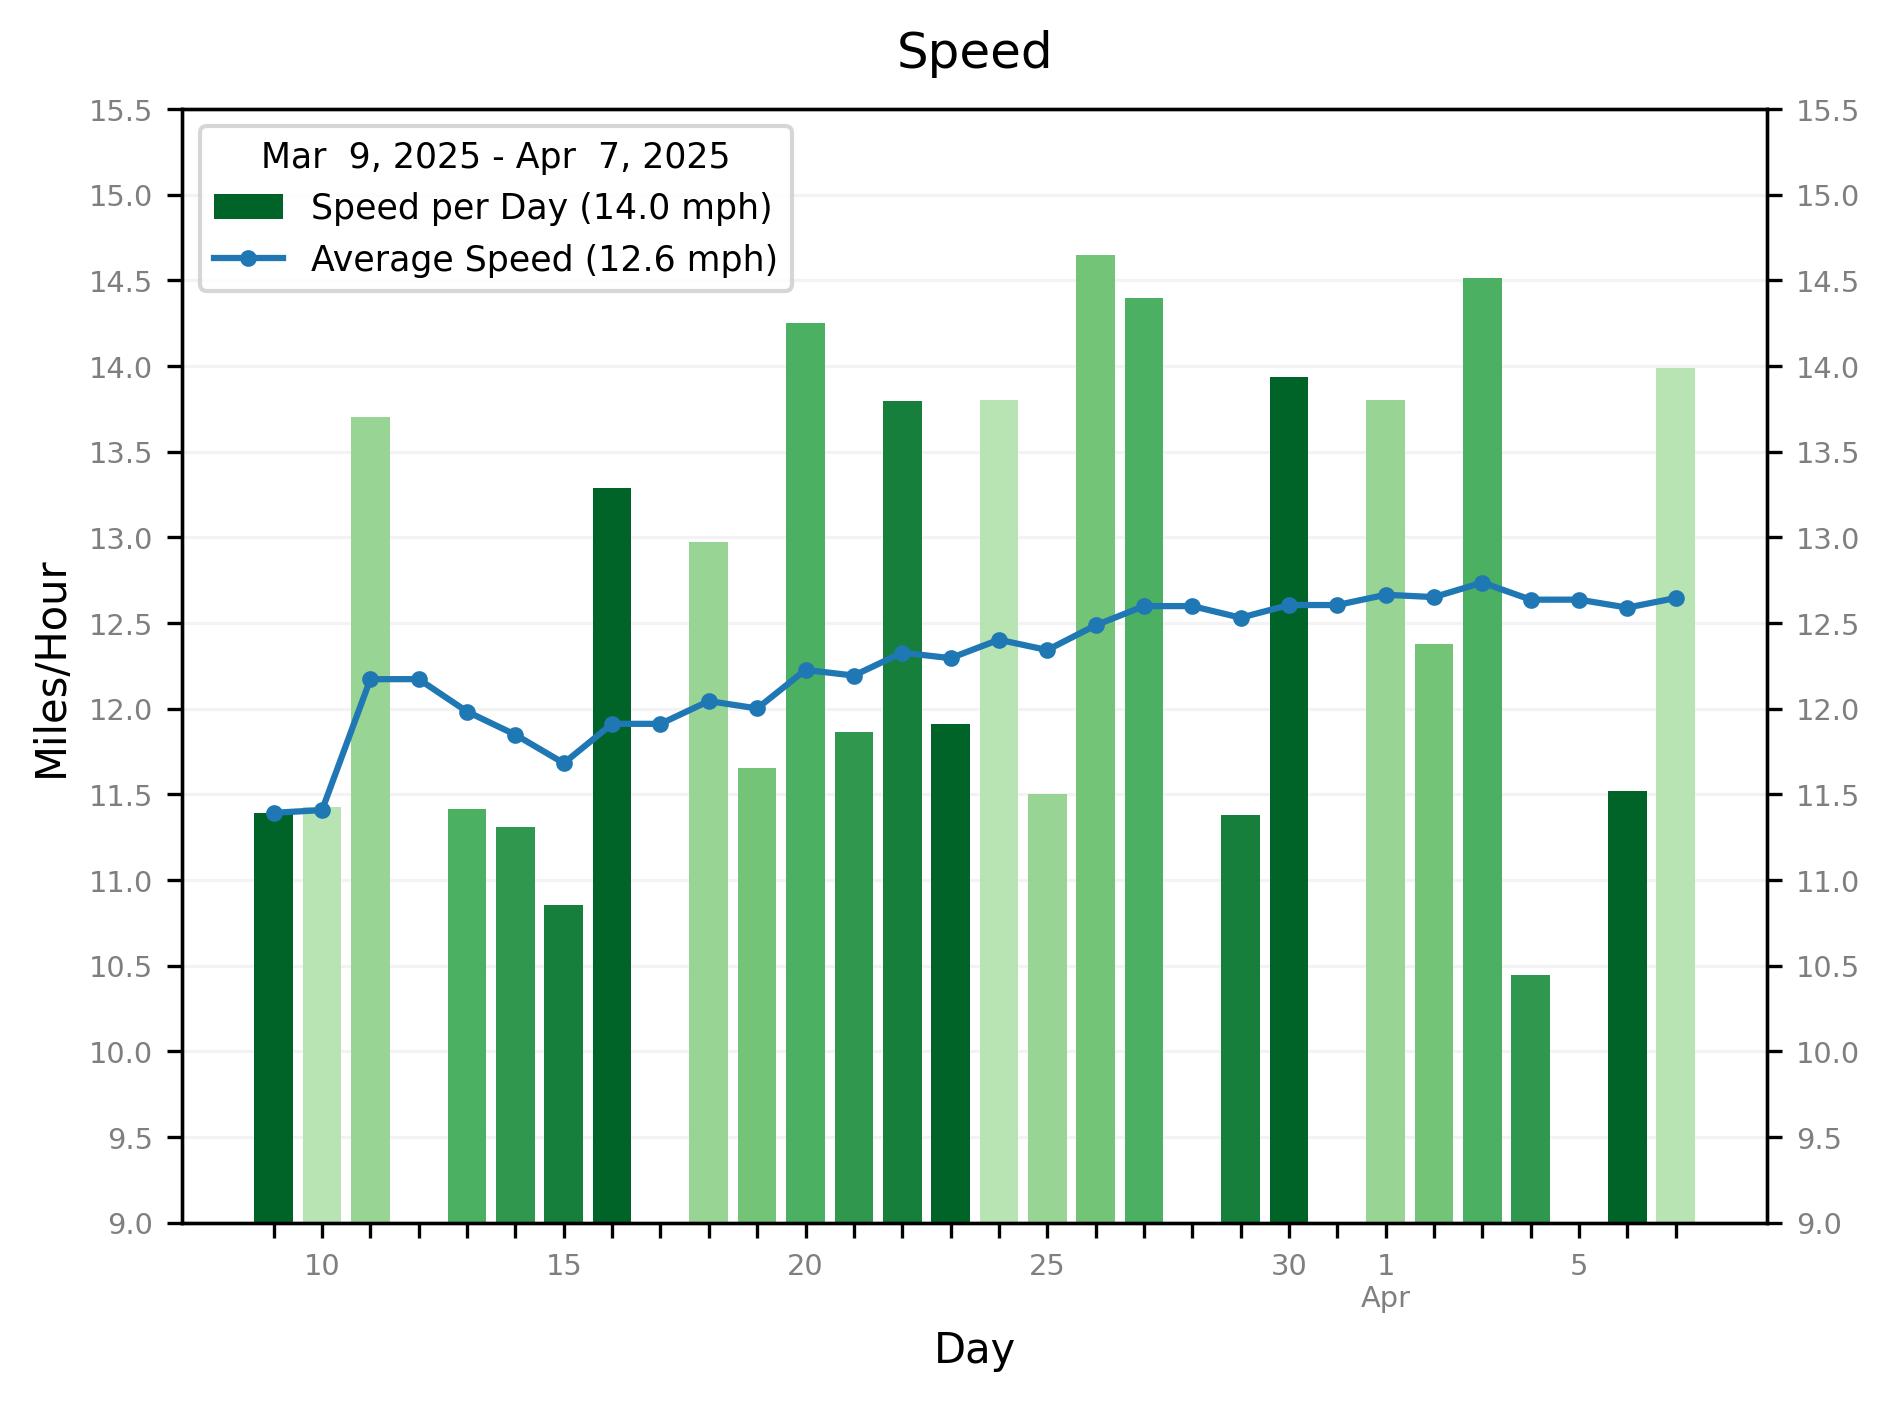 Speed
15.5 15.5
Mar  9, 2025 - Apr  7, 2025
15.0 Speed per Day (14.0 mph) 15.0
Average Speed (12.6 mph)
14.5 14.5
14.0 14.0
13.5 13.5
13.0 13.0
12.5 12.5
12.0 12.0
11.5 11.5
11.0 11.0
10.5 10.5
10.0 10.0
9.5 9.5
9.0 9.0
Miles/Hour
10 15 20 25 30 1 5
Apr
Day